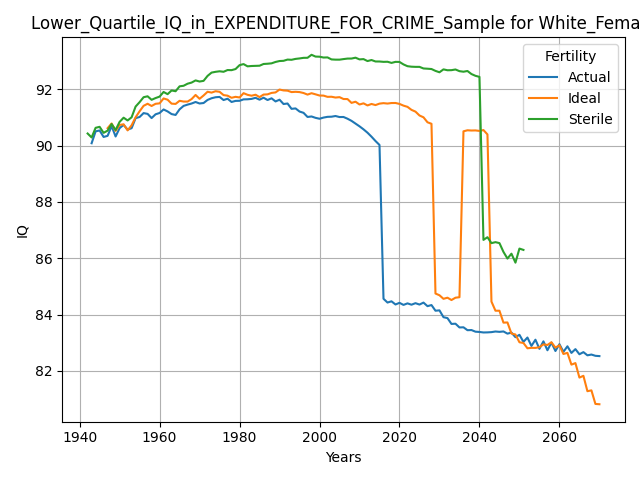 Lower_Quartile_IQ_in_EXPENDITURE_FOR_CRIME_Sample for White_Fema
Fertility
Actual
Ideal
Sterile
IQ
92
90
88
86
84
82
1940 1960 1980 2000 2020 2040 2060
Years